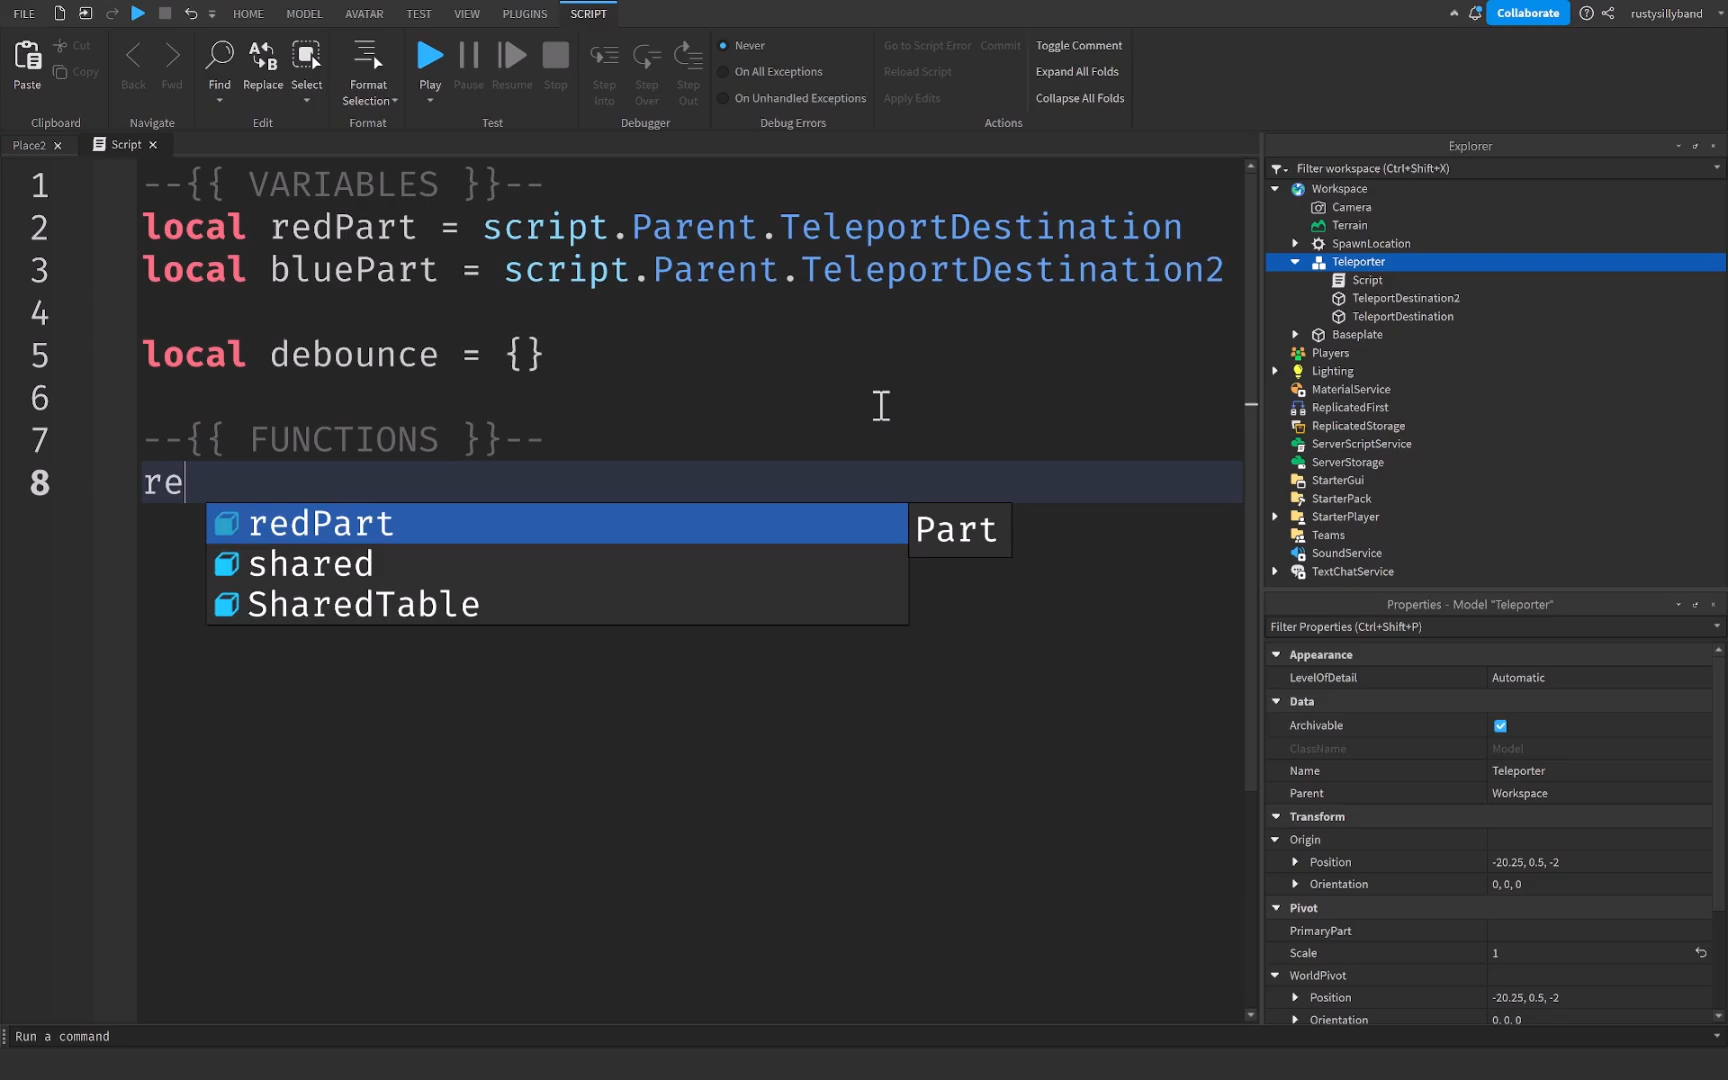 FILE HOME MODEL AVATAR TEST VIEW PLUGINS SCRIPT Collaborate rustysillyband
Paste Cut Copy
Back Fwd
Find Replace Select
Format Selection
Play Pause Resume Stop
Step Into Step Over Step Out
Never
On All Exceptions
On Unhandled Exceptions
Go to Script Error Commit
Reload Script
Apply Edits
Toggle Comment
Expand All Folds
Collapse All Folds
Clipboard Navigate Edit Format Test Debugger Debug Errors Actions
Place2 Script
1 --{{ VARIABLES }}--
2 local redPart = script.Parent.TeleportDestination
3 local bluePart = script.Parent.TeleportDestination2
4
5 local debounce = {}
6
7 --{{ FUNCTIONS }}--
8 re
redPart Part
shared
SharedTable
Explorer
Filter workspace (Ctrl+Shift+X)
Workspace
Camera
Terrain
SpawnLocation
Teleporter
Script
TeleportDestination2
TeleportDestination
Baseplate
Players
Lighting
MaterialService
ReplicatedFirst
ReplicatedStorage
ServerScriptService
ServerStorage
StarterGui
StarterPack
StarterPlayer
Teams
SoundService
TextChatService
Properties - Model "Teleporter"
Filter Properties (Ctrl+Shift+P)
Appearance
LevelOfDetail Automatic
Data
Archivable
ClassName Model
Name Teleporter
Parent Workspace
Transform
Origin
Position -20.25, 0.5, -2
Orientation 0, 0, 0
Pivot
PrimaryPart
Scale 1
WorldPivot
Position -20.25, 0.5, -2
Orientation 0, 0, 0
Run a command